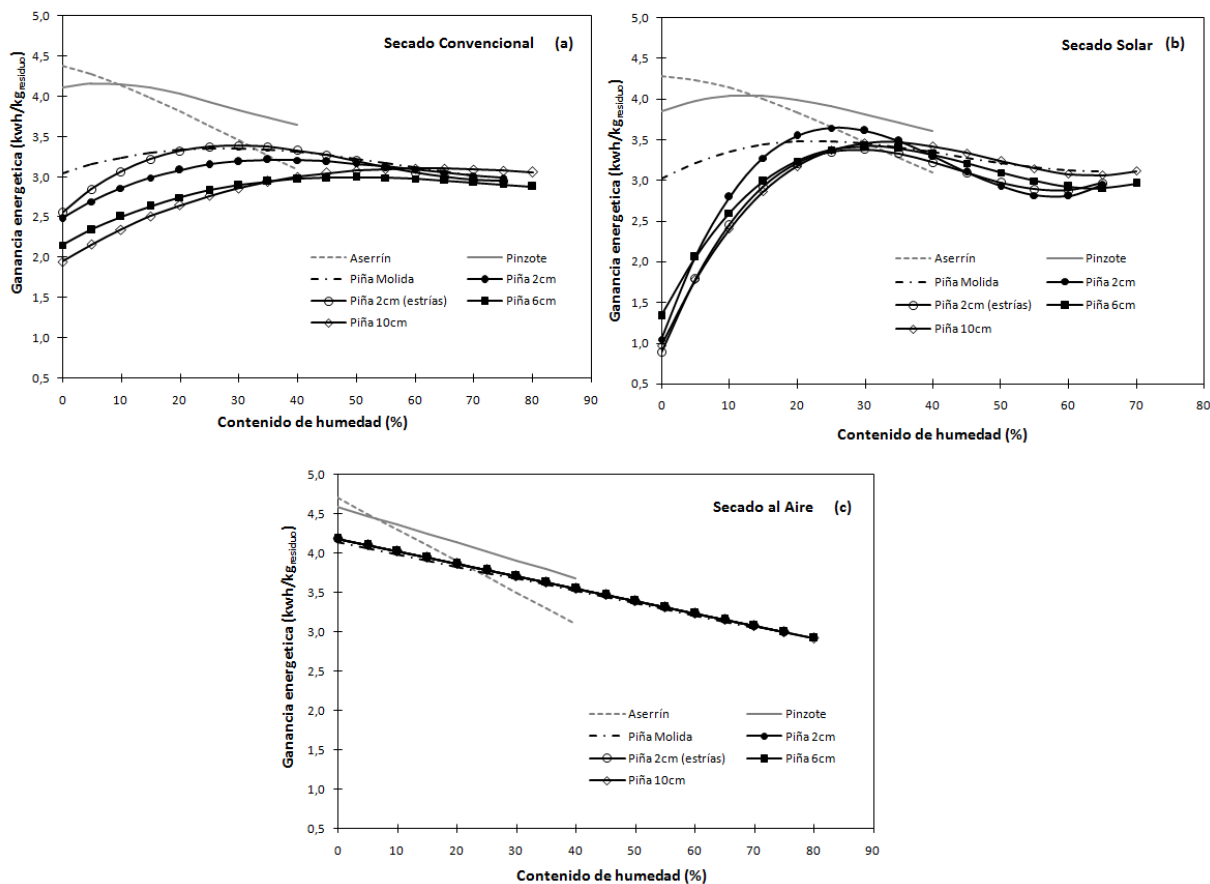 Secado Convencional (a)
Ganancia energetica (kwh/kgresiduo)
5,0
4,5
4,0
3,5
3,0
2,5
2,0
1,5
1,0
0,5
Aserrín Pinzote
Piña Molida Piña 2cm
Piña 2cm (estrías) Piña 6cm
Piña 10cm
0 10 20 30 40 50 60 70 80 90
Contenido de humedad (%)
Secado Solar (b)
Ganancia energetica (kwh/kgresiduo)
5,0
4,5
4,0
3,5
3,0
2,5
2,0
1,5
1,0
0,5
Aserrín Pinzote
Piña Molida Piña 2cm
Piña 2cm (estrías) Piña 6cm
Piña 10cm
0 10 20 30 40 50 60 70 80
Contenido de humedad (%)
Secado al Aire (c)
Ganancia energetica (kwh/kgresiduo)
5,0
4,5
4,0
3,5
3,0
2,5
2,0
1,5
1,0
0,5
Aserrín Pinzote
Piña Molida Piña 2cm
Piña 2cm (estrías) Piña 6cm
Piña 10cm
0 10 20 30 40 50 60 70 80 90
Contenido de humedad (%)